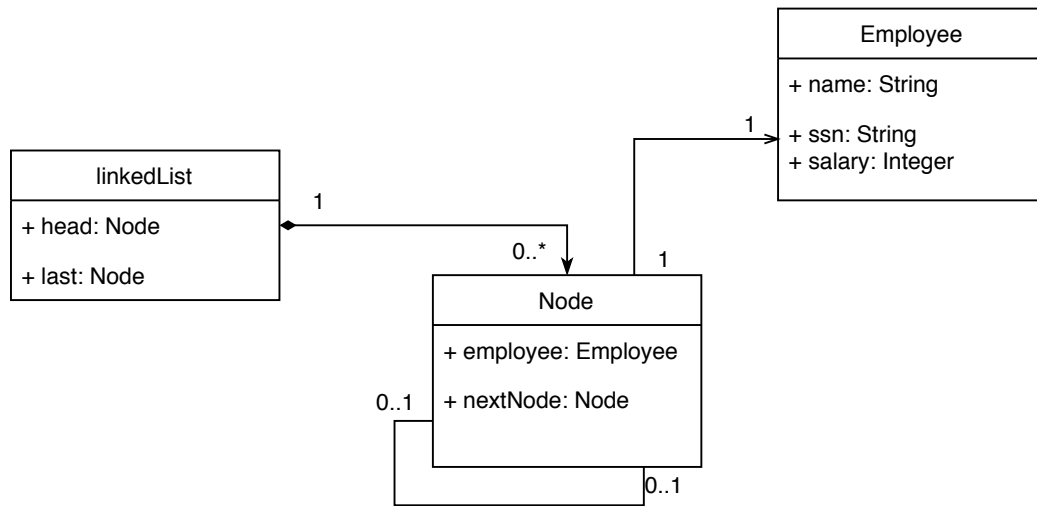 Employee
+ name: String
+ ssn: String
+ salary: Integer
1
linkedList
+ head: Node
+ last: Node
1
0..*
1
Node
+ employee: Employee
+ nextNode: Node
0..1
0..1